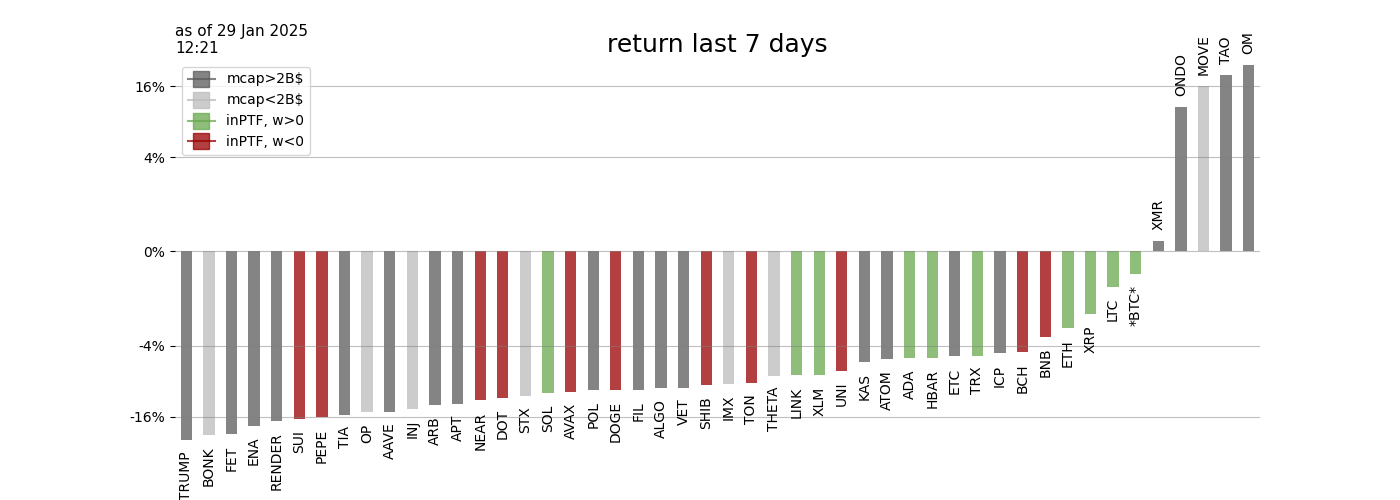 as of 29 Jan 2025
12:21
return last 7 days
mcap>2B$
mcap<2B$
inPTF, w>0
inPTF, w<0
16%
4%
0%
-4%
-16%
TRUMP
BONK
FET
ENA
RENDER
SUI
PEPE
TIA
OP
AAVE
INJ
ARB
APT
NEAR
DOT
STX
SOL
AVAX
POL
DOGE
FIL
ALGO
VET
SHIB
IMX
TON
THETA
LINK
XLM
UNI
KAS
ATOM
ADA
HBAR
ETC
TRX
ICP
BCH
BNB
ETH
XRP
LTC
*BTC*
XMR
ONDO
MOVE
TAO
OM